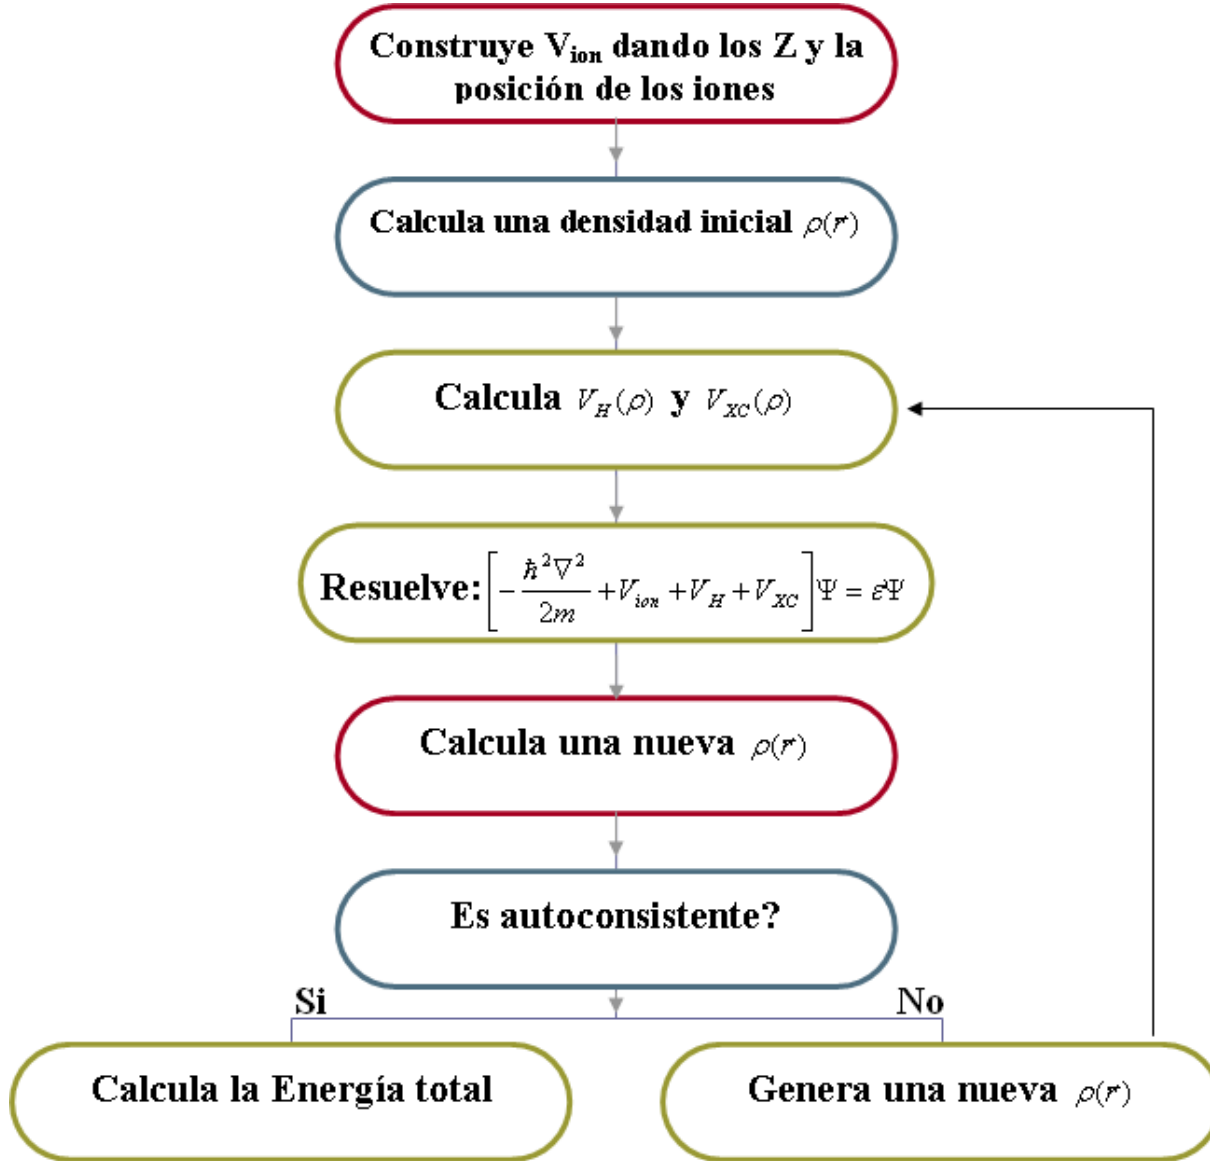 Construye V_ion dando los Z y la
posición de los iones
Calcula una densidad inicial ρ(r)
Calcula V_H(ρ) y V_XC(ρ)
Resuelve: [-ℏ²∇²/2m + V_ion + V_H + V_XC]Ψ = εΨ
Calcula una nueva ρ(r)
Es autoconsistente?
Si
No
Calcula la Energía total
Genera una nueva ρ(r)